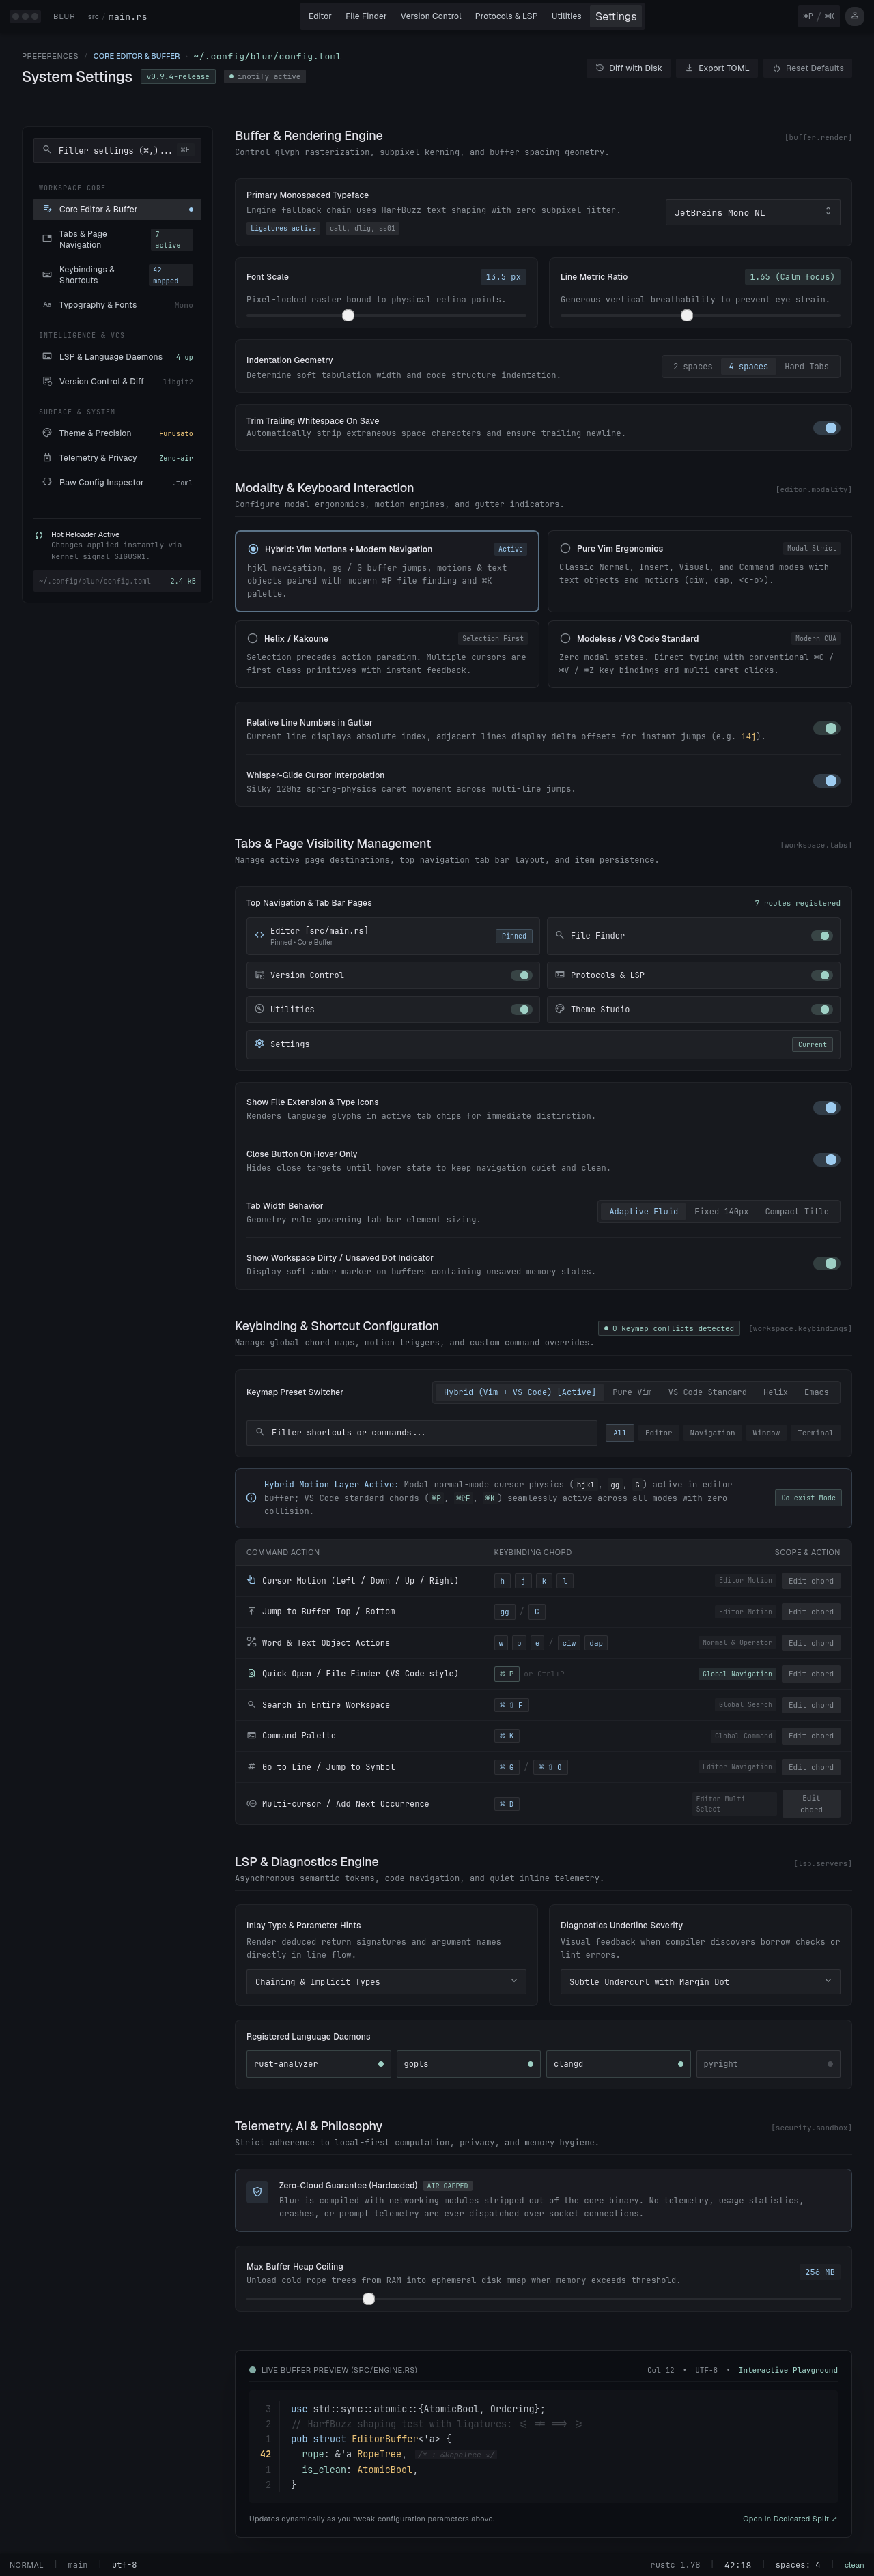 BLUR src / main.rs Editor File Finder Version Control Protocols & LSP Utilities Settings ⌘P / ⌘K
PREFERENCES / CORE EDITOR & BUFFER · ~/.config/blur/config.toml
System Settings v0.9.4-release inotify active
Diff with Disk Export TOML Reset Defaults
Filter settings (⌘,)... ⌘F
WORKSPACE CORE
Core Editor & Buffer
Tabs & Page Navigation 7 active
Keybindings & Shortcuts 42 mapped
Aa Typography & Fonts Mono
INTELLIGENCE & VCS
LSP & Language Daemons 4 up
Version Control & Diff libgit2
SURFACE & SYSTEM
Theme & Precision Furusato
Telemetry & Privacy Zero-air
Raw Config Inspector .toml
Hot Reloader Active
Changes applied instantly via
kernel signal SIGUSR1.
~/.config/blur/config.toml 2.4 kB
Buffer & Rendering Engine [buffer.render]
Control glyph rasterization, subpixel kerning, and buffer spacing geometry.
Primary Monospaced Typeface
Engine fallback chain uses HarfBuzz text shaping with zero subpixel jitter.
Ligatures active calt, dlig, ss01
JetBrains Mono NL
Font Scale 13.5 px
Pixel-locked raster bound to physical retina points.
Line Metric Ratio 1.65 (Calm focus)
Generous vertical breathability to prevent eye strain.
Indentation Geometry
Determine soft tabulation width and code structure indentation.
2 spaces 4 spaces Hard Tabs
Trim Trailing Whitespace On Save
Automatically strip extraneous space characters and ensure trailing newline.
Modality & Keyboard Interaction [editor.modality]
Configure modal ergonomics, motion engines, and gutter indicators.
Hybrid: Vim Motions + Modern Navigation Active
hjkl navigation, gg / G buffer jumps, motions & text
objects paired with modern ⌘P file finding and ⌘K
palette.
Pure Vim Ergonomics Modal Strict
Classic Normal, Insert, Visual, and Command modes with
text objects and motions (ciw, dap, <c-o>).
Helix / Kakoune Selection First
Selection precedes action paradigm. Multiple cursors are
first-class primitives with instant feedback.
Modeless / VS Code Standard Modern CUA
Zero modal states. Direct typing with conventional ⌘C /
⌘V / ⌘Z key bindings and multi-caret clicks.
Relative Line Numbers in Gutter
Current line displays absolute index, adjacent lines display delta offsets for instant jumps (e.g. 14j).
Whisper-Glide Cursor Interpolation
Silky 120hz spring-physics caret movement across multi-line jumps.
Tabs & Page Visibility Management [workspace.tabs]
Manage active page destinations, top navigation tab bar layout, and item persistence.
Top Navigation & Tab Bar Pages 7 routes registered
Editor [src/main.rs] Pinned
Pinned • Core Buffer
File Finder
Version Control
Protocols & LSP
Utilities
Theme Studio
Settings Current
Show File Extension & Type Icons
Renders language glyphs in active tab chips for immediate distinction.
Close Button On Hover Only
Hides close targets until hover state to keep navigation quiet and clean.
Tab Width Behavior
Geometry rule governing tab bar element sizing.
Adaptive Fluid Fixed 140px Compact Title
Show Workspace Dirty / Unsaved Dot Indicator
Display soft amber marker on buffers containing unsaved memory states.
Keybinding & Shortcut Configuration 0 keymap conflicts detected [workspace.keybindings]
Manage global chord maps, motion triggers, and custom command overrides.
Keymap Preset Switcher Hybrid (Vim + VS Code) [Active] Pure Vim VS Code Standard Helix Emacs
Filter shortcuts or commands... All Editor Navigation Window Terminal
Hybrid Motion Layer Active: Modal normal-mode cursor physics (hjkl, gg, G) active in editor
buffer; VS Code standard chords (⌘P, ⌘⇧F, ⌘K) seamlessly active across all modes with zero
collision.
Co-exist Mode
COMMAND ACTION KEYBINDING CHORD SCOPE & ACTION
Cursor Motion (Left / Down / Up / Right) h j k l Editor Motion Edit chord
Jump to Buffer Top / Bottom gg / G Editor Motion Edit chord
Word & Text Object Actions w b e / ciw dap Normal & Operator Edit chord
Quick Open / File Finder (VS Code style) ⌘ P or Ctrl+P Global Navigation Edit chord
Search in Entire Workspace ⌘ ⇧ F Global Search Edit chord
Command Palette ⌘ K Global Command Edit chord
Go to Line / Jump to Symbol ⌘ G / ⌘ ⇧ O Editor Navigation Edit chord
Multi-cursor / Add Next Occurrence ⌘ D Editor Multi-Select Edit chord
LSP & Diagnostics Engine [lsp.servers]
Asynchronous semantic tokens, code navigation, and quiet inline telemetry.
Inlay Type & Parameter Hints
Render deduced return signatures and argument names
directly in line flow.
Chaining & Implicit Types
Diagnostics Underline Severity
Visual feedback when compiler discovers borrow checks or
lint errors.
Subtle Undercurl with Margin Dot
Registered Language Daemons
rust-analyzer gopls clangd pyright
Telemetry, AI & Philosophy [security.sandbox]
Strict adherence to local-first computation, privacy, and memory hygiene.
Zero-Cloud Guarantee (Hardcoded) AIR-GAPPED
Blur is compiled with networking modules stripped out of the core binary. No telemetry, usage statistics,
crashes, or prompt telemetry are ever dispatched over socket connections.
Max Buffer Heap Ceiling 256 MB
Unload cold rope-trees from RAM into ephemeral disk mmap when memory exceeds threshold.
LIVE BUFFER PREVIEW (SRC/ENGINE.RS) Col 12 • UTF-8 • Interactive Playground
3 use std::sync::atomic::{AtomicBool, Ordering};
2 // HarfBuzz shaping test with ligatures: <= != ==> >=
1 pub struct EditorBuffer<'a> {
42 rope: &'a RopeTree, /* : &RopeTree */
1 is_clean: AtomicBool,
2 }
Updates dynamically as you tweak configuration parameters above. Open in Dedicated Split ↗
NORMAL main utf-8 rustc 1.78 42:18 spaces: 4 clean